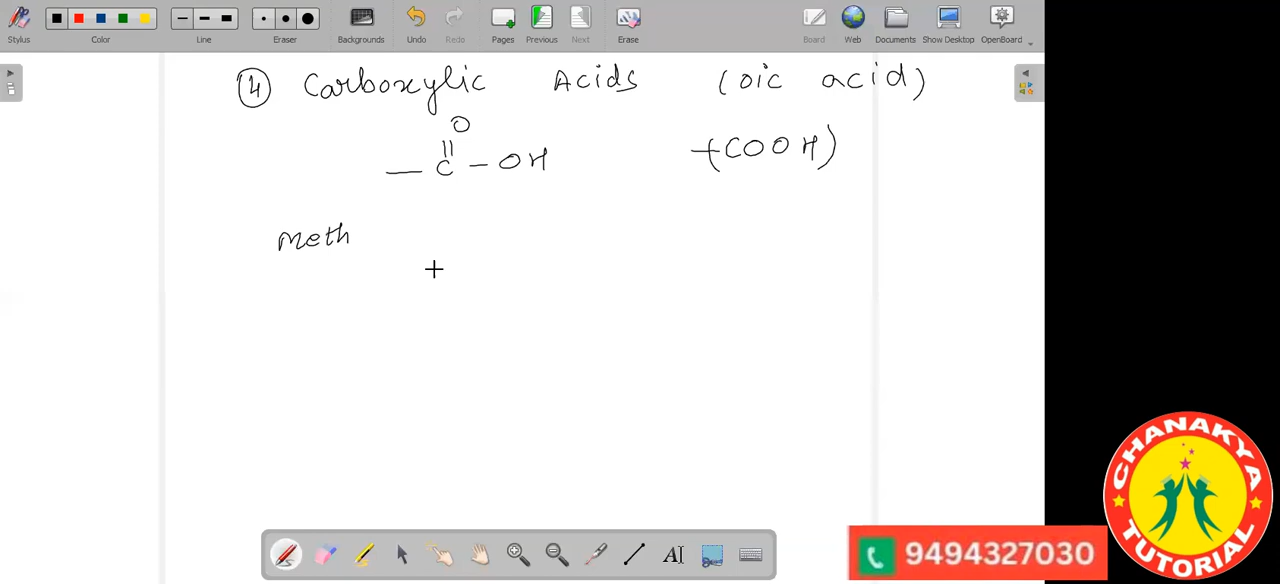 Stylus Color Line Eraser Backgrounds Undo Redo Pages Previous Next Erase Board Web Documents Show Desktop OpenBoard
④ Carboxylic Acids (oic acid)
O
||
— C — OH (COOH)
Meth
CHANAKYA
TUTORIAL
9494327030